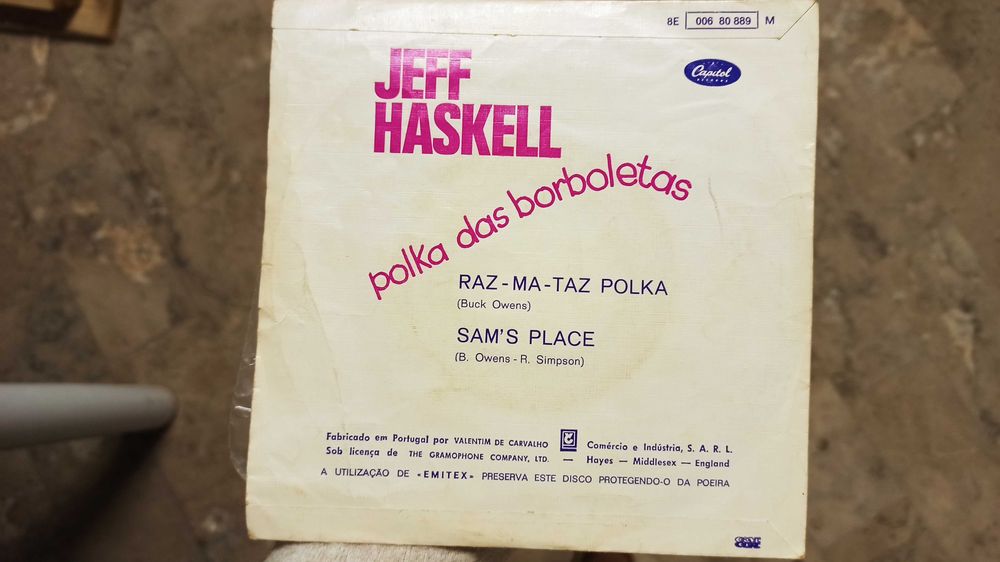 8E 006 80 889 M
Capitol
RECORDS
JEFF
HASKELL
polka das borboletas
RAZ-MA-TAZ POLKA
(Buck Owens)
SAM'S PLACE
(B. Owens - R. Simpson)
Fabricado em Portugal por VALENTIM DE CARVALHO Comércio e Indústria, S. A. R. L.
Sob licença de THE GRAMOPHONE COMPANY, LTD. — Hayes — Middlesex — England
A UTILIZAÇÃO DE «EMITEX» PRESERVA ESTE DISCO PROTEGENDO-O DA POEIRA